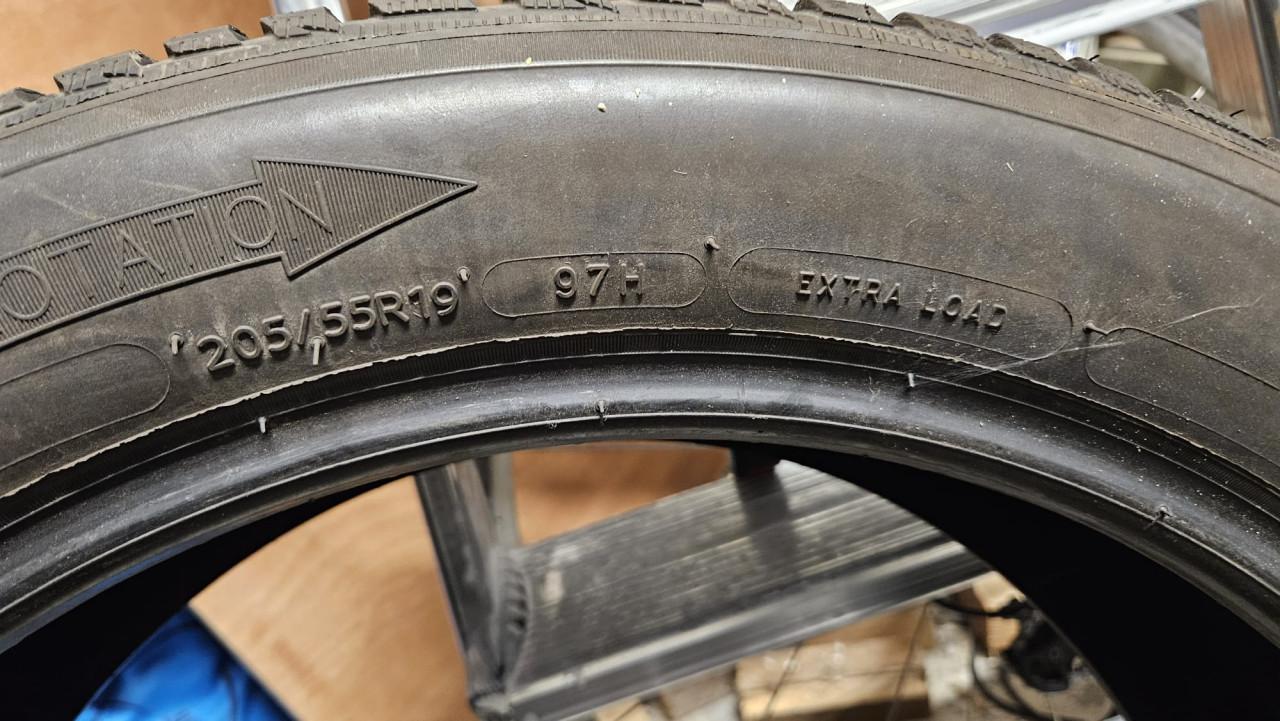 OTATION
205/55R19
97H
EXTRA LOAD